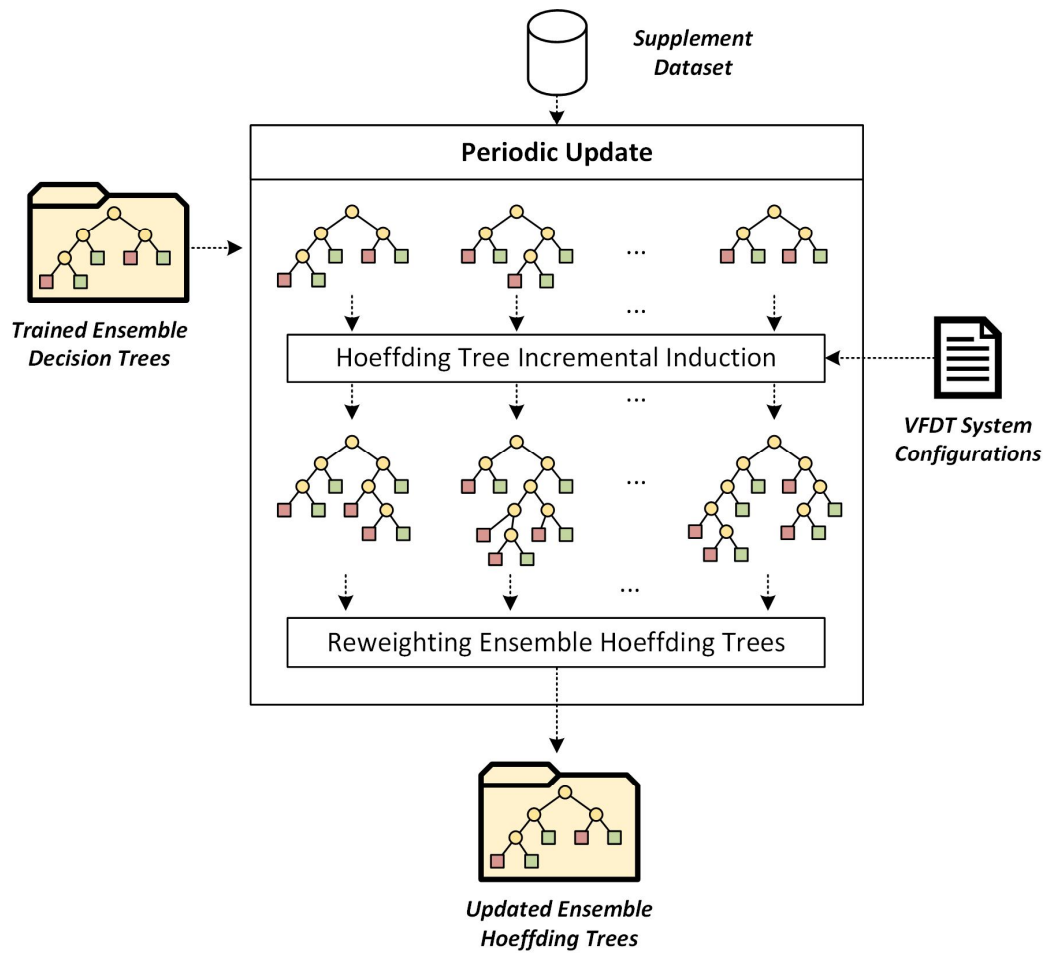 Supplement
Dataset
Periodic Update
...
Trained Ensemble
Decision Trees
...
Hoeffding Tree Incremental Induction
...
VFDT System
Configurations
...
...
Reweighting Ensemble Hoeffding Trees
Updated Ensemble
Hoeffding Trees